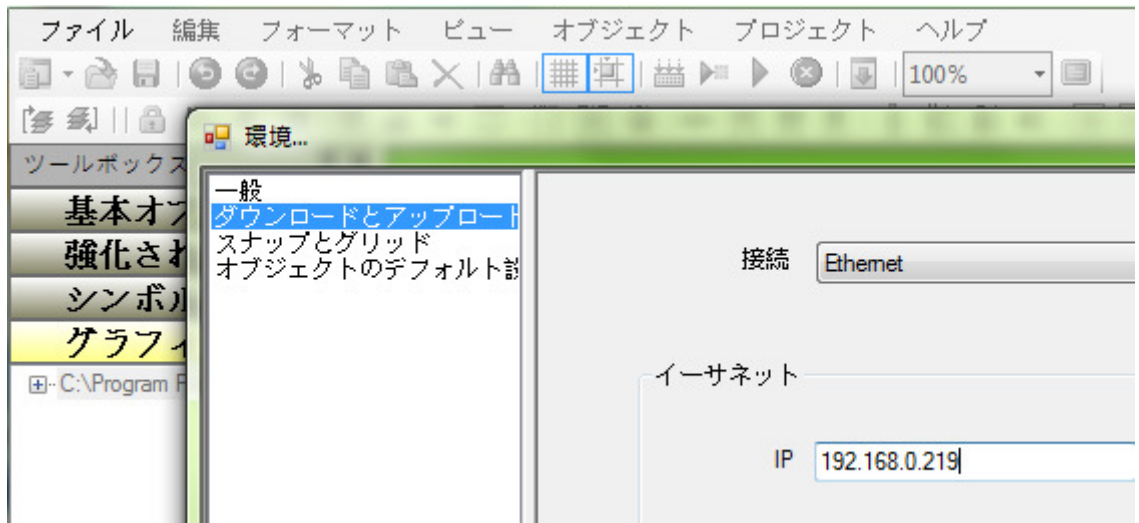 ファイル 編集 フォーマット ビュー オブジェクト プロジェクト ヘルプ
100%
環境...
ツールボックス
一般
基本オブ
ダウンロードとアップロード
強化され
スナップとグリッド
オブジェクトのデフォルト設
接続 Ethernet
シンボル
グラフィ
イーサネット
C:\Program F
IP 192.168.0.219